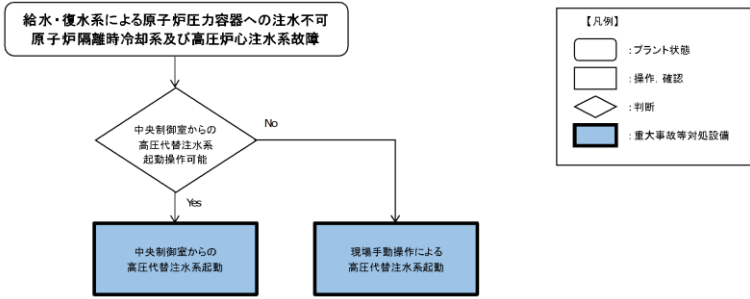 給水・復水系による原子炉圧力容器への注水不可
原子炉隔離時冷却系及び高圧炉心注水系故障
中央制御室からの
高圧代替注水系
起動操作可能
No
Yes
中央制御室からの
高圧代替注水系起動
現場手動操作による
高圧代替注水系起動
【凡例】
：プラント状態
：操作、確認
：判断
：重大事故等対処設備